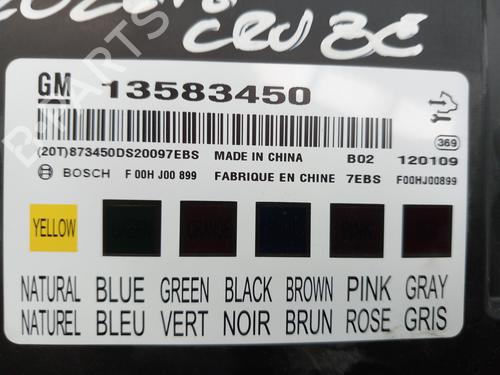 CRUZE
GM 13583450
369
(20T)873450DS20097EBS MADE IN CHINA B02 120109
BOSCH F 00H J00 899 FABRIQUE EN CHINE 7EBS F00HJ00899
YELLOW
NATURAL BLUE GREEN BLACK BROWN PINK GRAY
NATUREL BLEU VERT NOIR BRUN ROSE GRIS